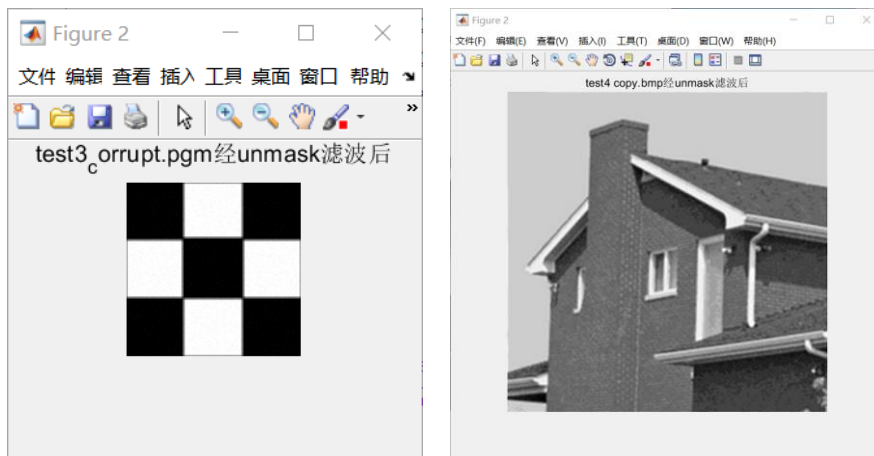 Figure 2
文件 编辑 查看 插入 工具 桌面 窗口 帮助
test3corrupt.pgm经unmask滤波后
Figure 2
文件(F) 编辑(E) 查看(V) 插入(I) 工具(T) 桌面(D) 窗口(W) 帮助(H)
test4 copy.bmp经unmask滤波后